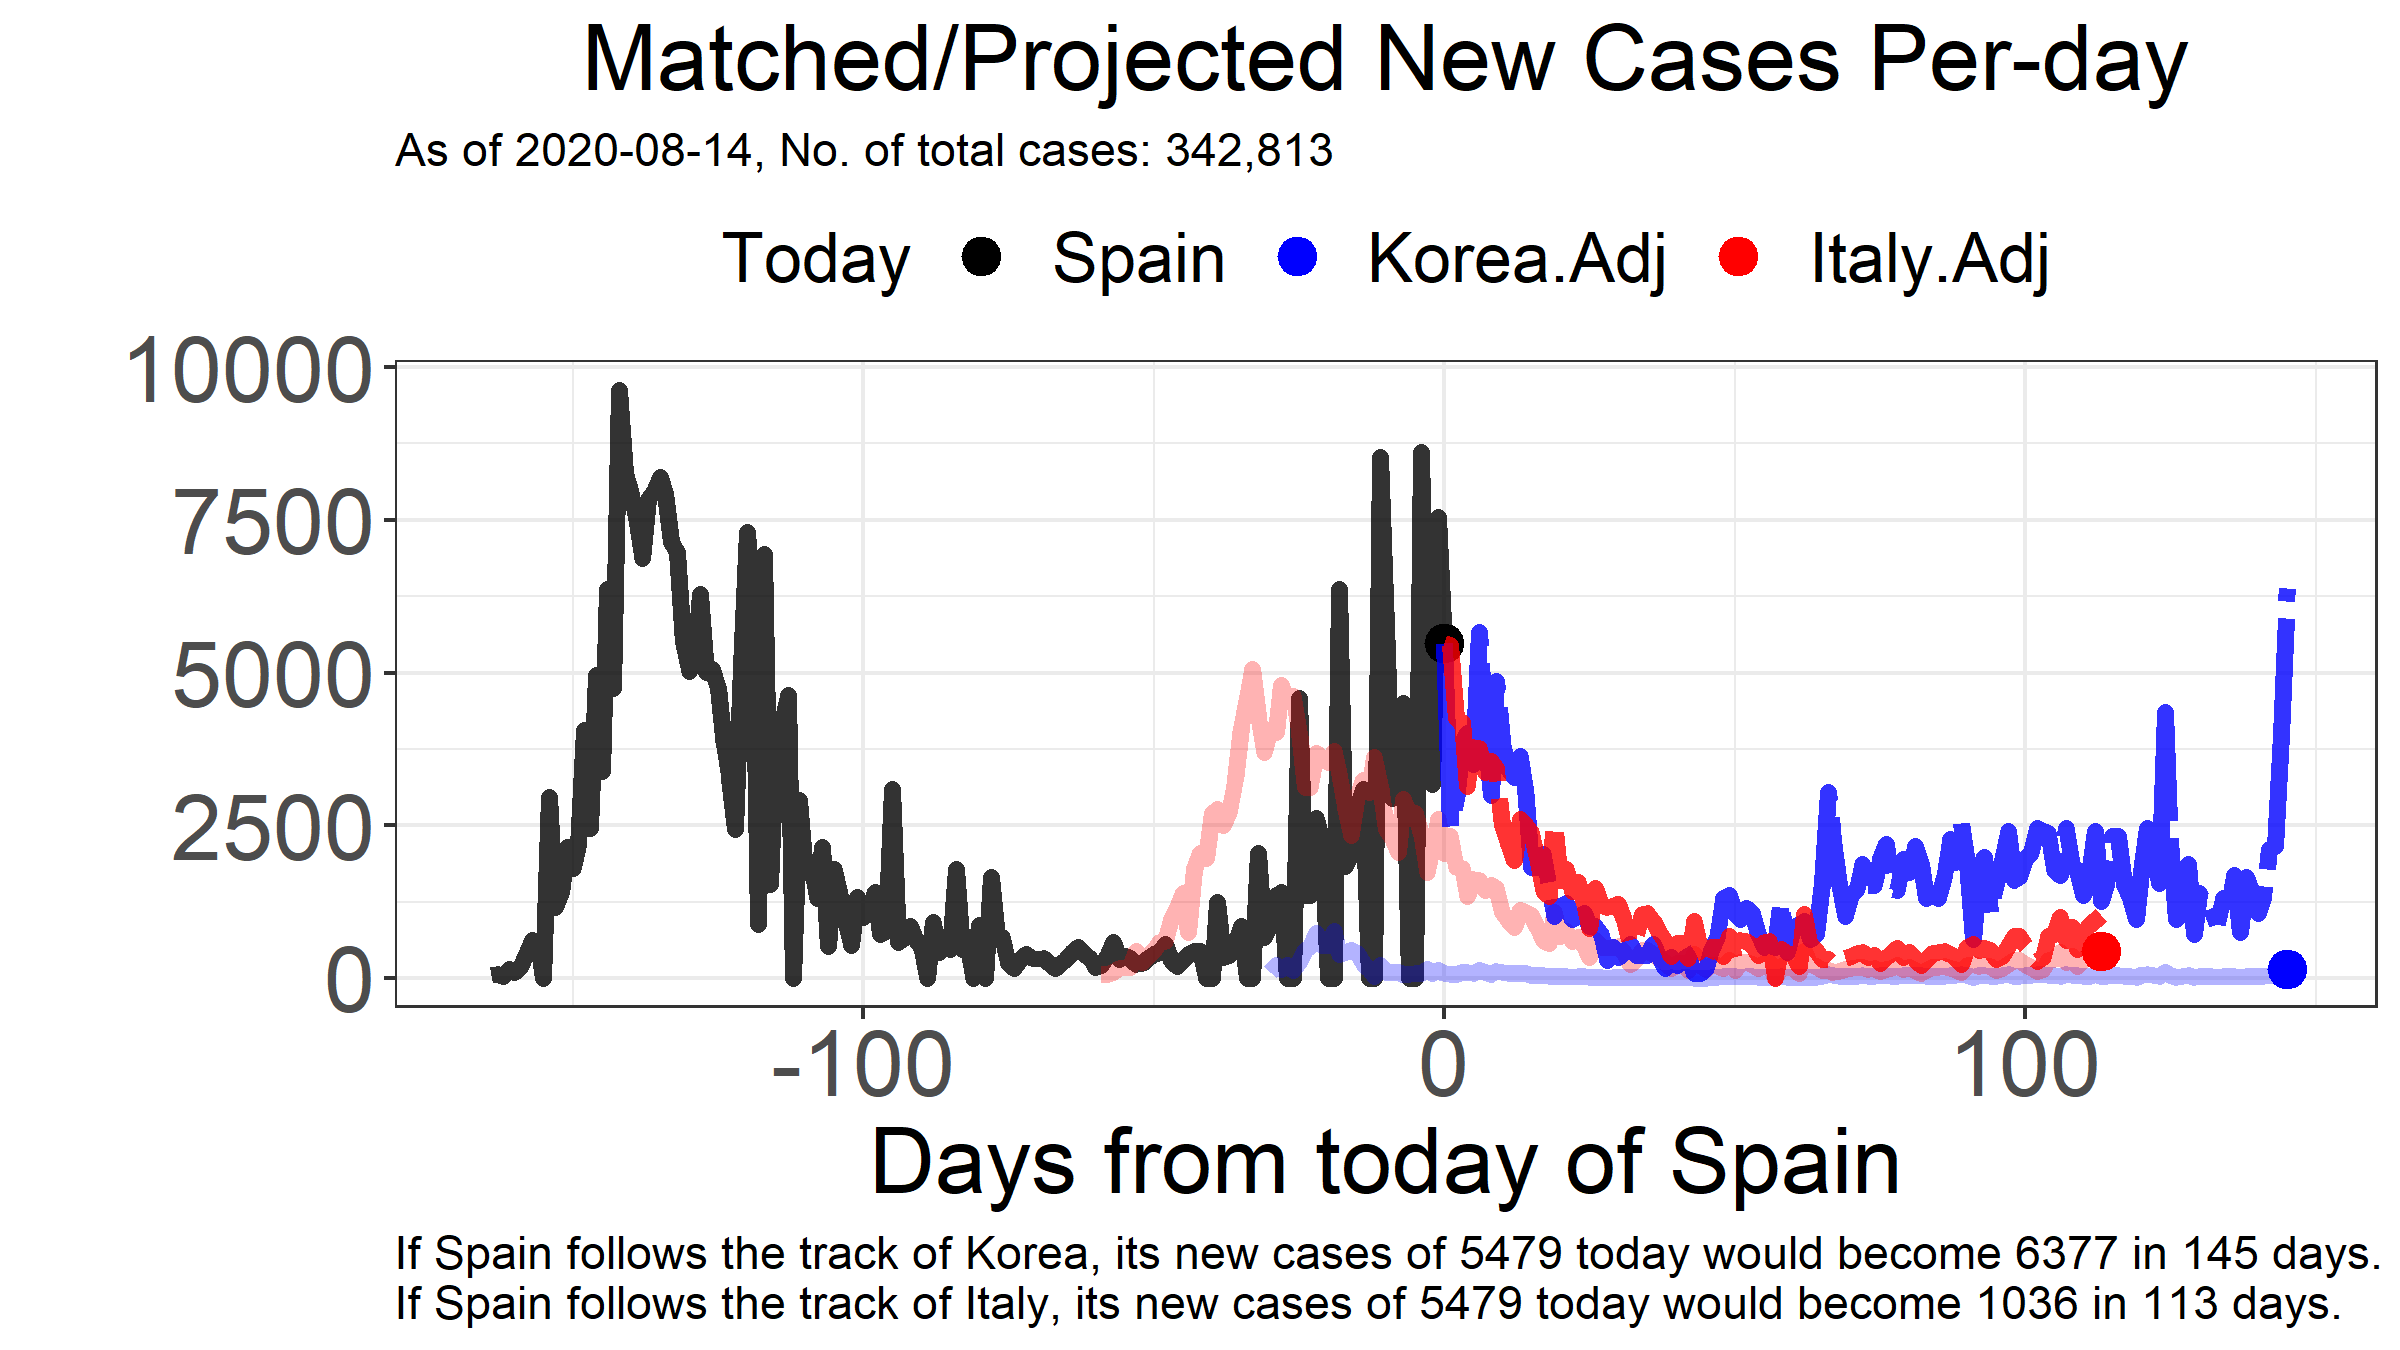 Matched/Projected New Cases Per-day
As of 2020-08-14, No. of total cases: 342,813
Today Spain Korea.Adj Italy.Adj
10000
7500
5000
2500
0
-100 0 100
Days from today of Spain
If Spain follows the track of Korea, its new cases of 5479 today would become 6377 in 145 days.
If Spain follows the track of Italy, its new cases of 5479 today would become 1036 in 113 days.